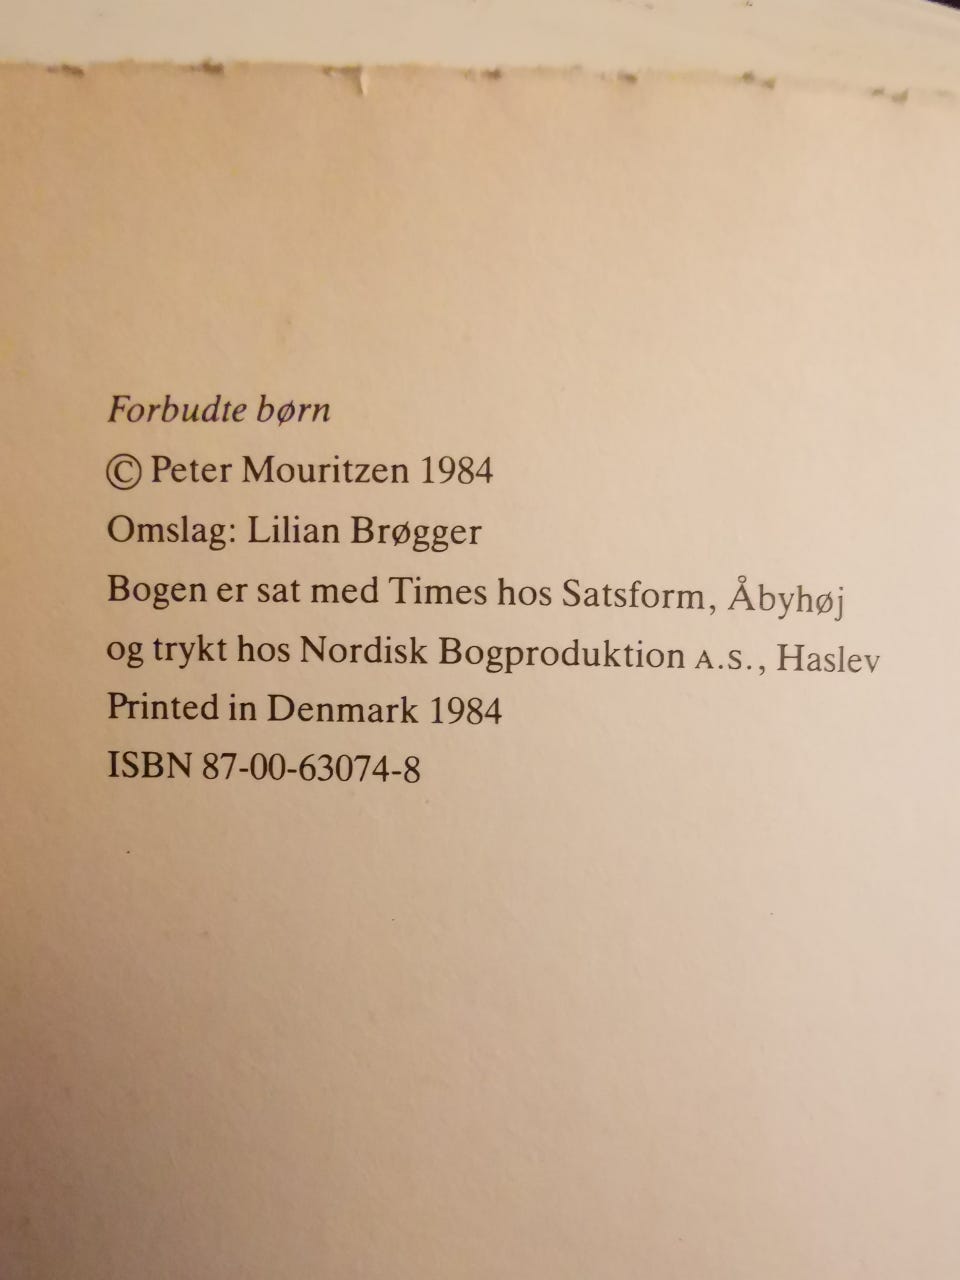 Forbudte børn
© Peter Mouritzen 1984
Omslag: Lilian Brøgger
Bogen er sat med Times hos Satsform, Åbyhøj
og trykt hos Nordisk Bogproduktion A.S., Haslev
Printed in Denmark 1984
ISBN 87-00-63074-8